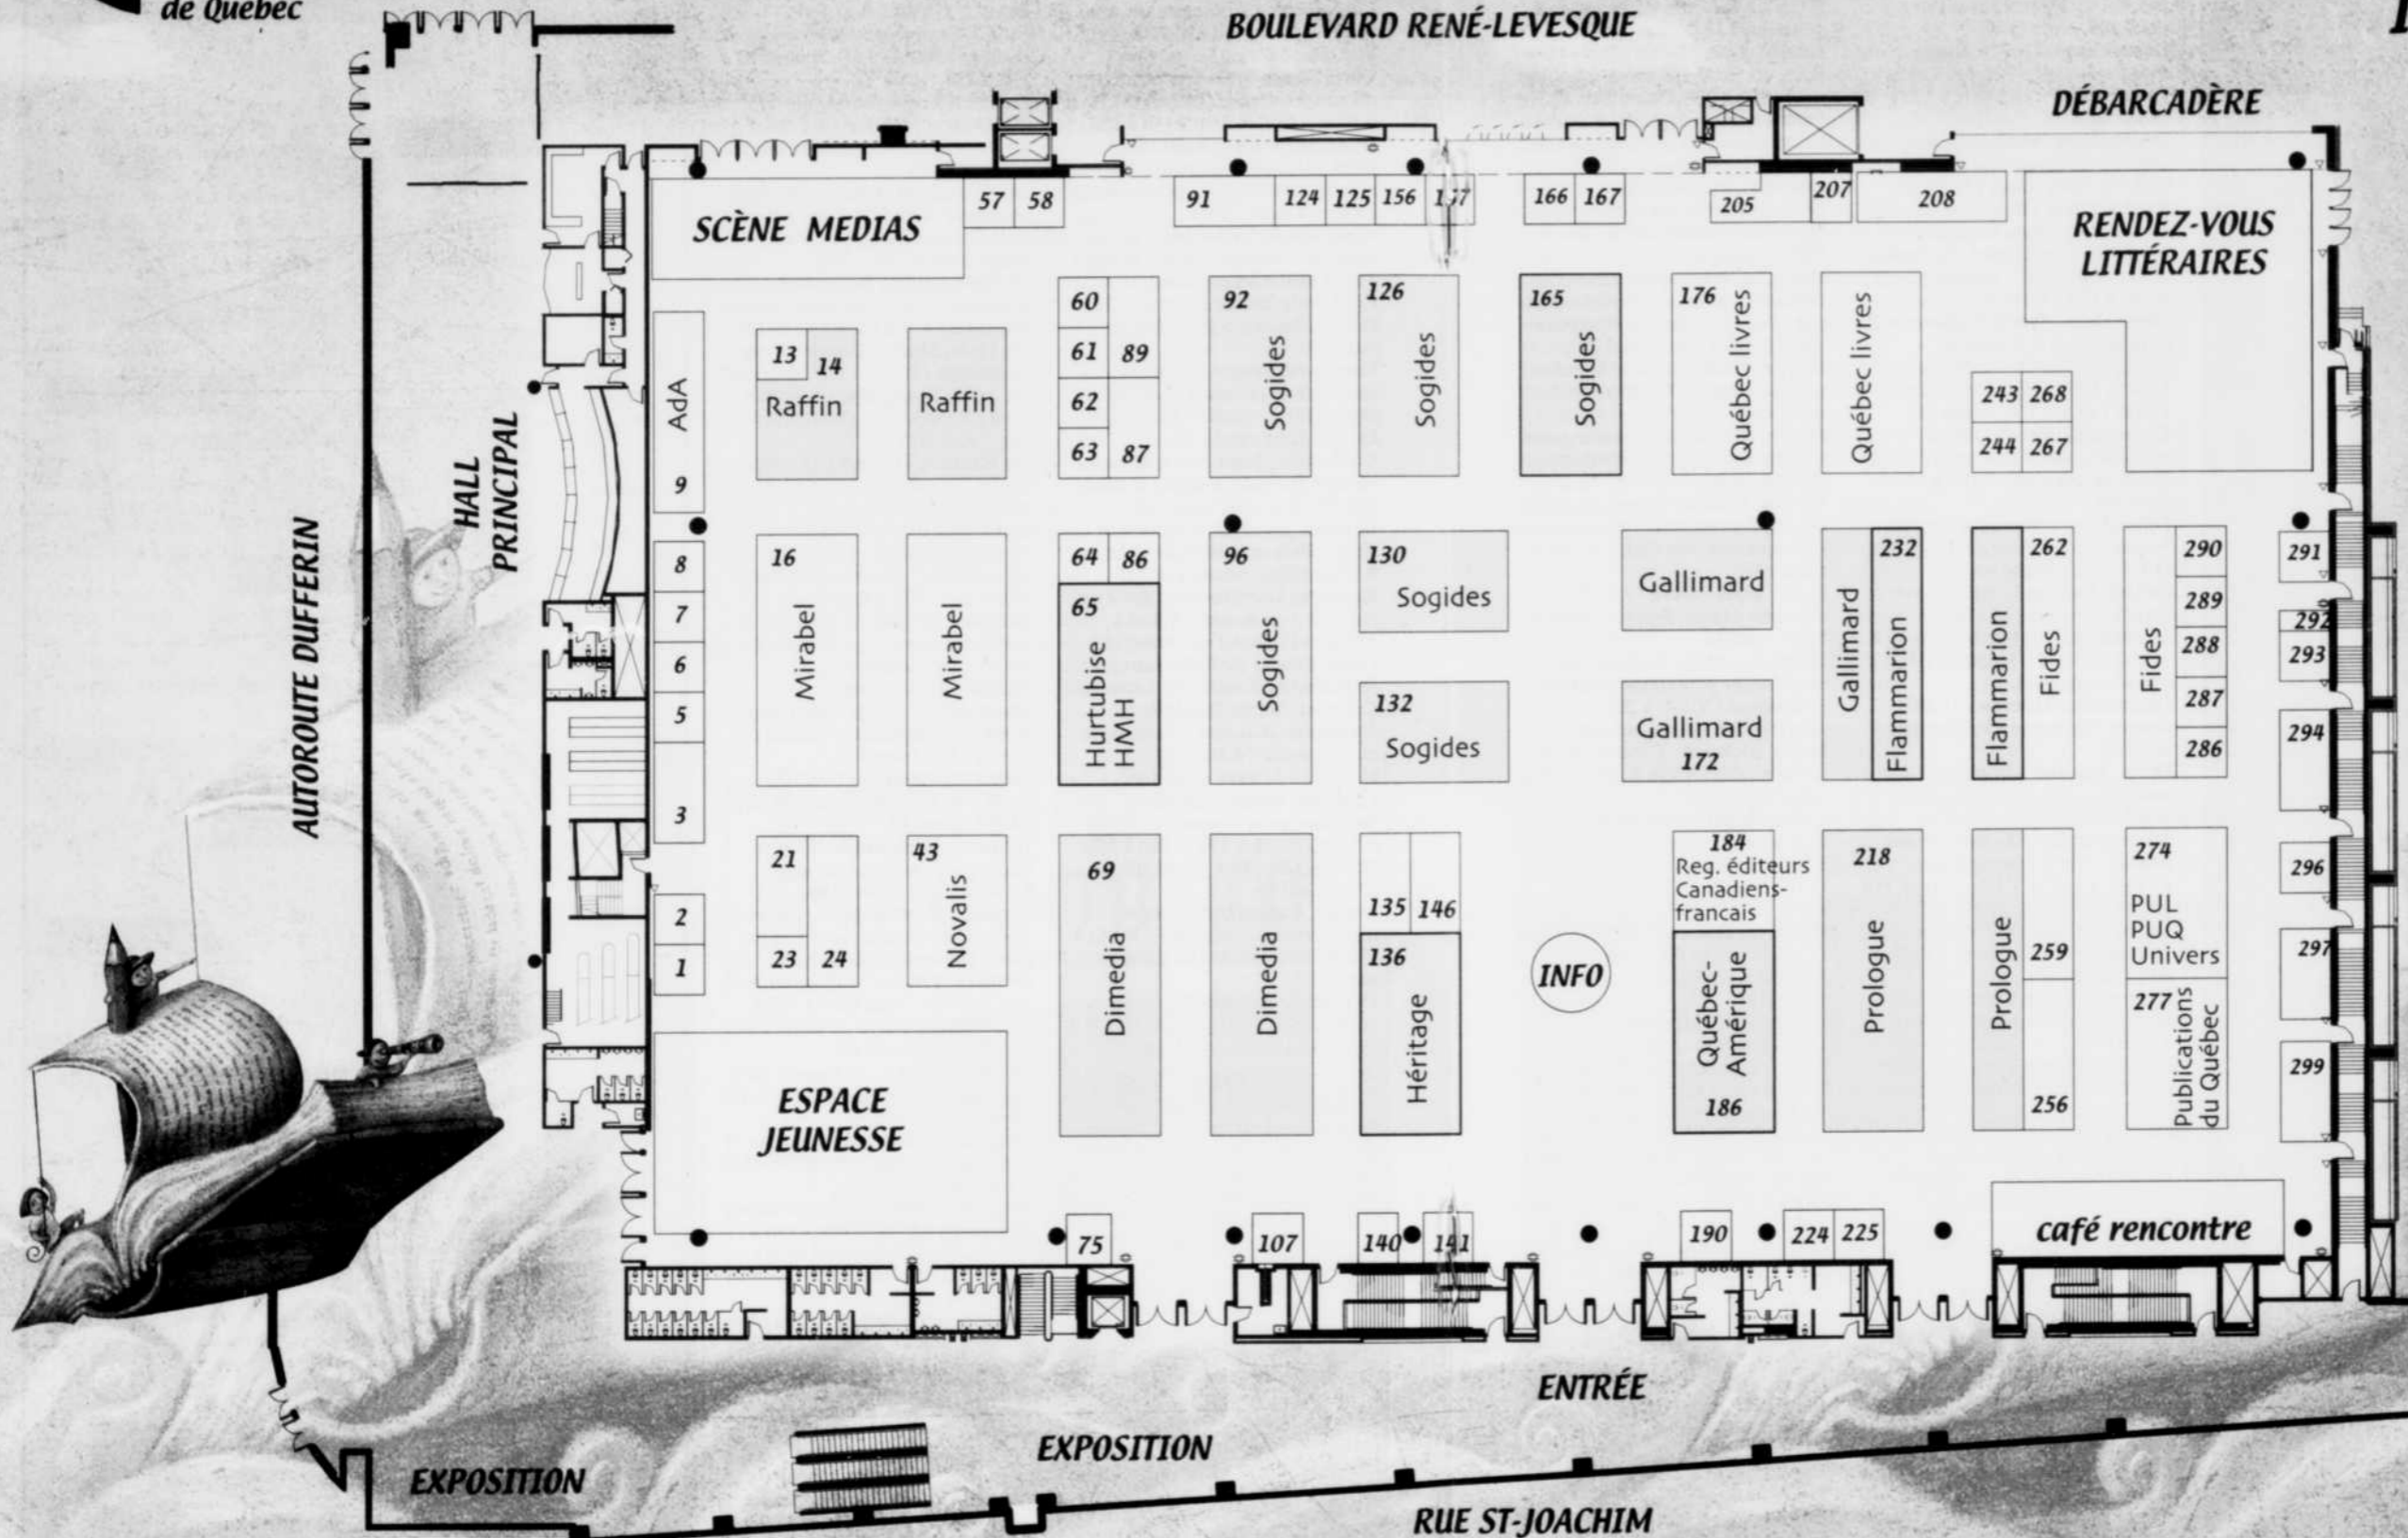 de Québec
BOULEVARD RENÉ-LEVESQUE
DÉBARCADÈRE
SCÈNE MEDIAS
57 58
91 124 125 156
166 167
205 207 208
RENDEZ-VOUS
LITTÉRAIRES
AUTOROUTE DUFFERIN
HALL
PRINCIPAL
AdA
9
13 14
Raffin
Raffin
60
61 89
62
63 87
92
Sogides
126
Sogides
165
Sogides
176
Québec livres
Québec livres
243 268
244 267
8
7
6
5
3
2
1
16
Mirabel
Mirabel
64 86
65
Hurtubise
HMH
96
Sogides
130
Sogides
132
Sogides
Gallimard
Gallimard
172
Gallimard
232
Flammarion
Flammarion
262
Fides
Fides
290
289
288
287
286
291
292
293
294
296
297
299
21
23 24
43
Novalis
69
Dimedia
Dimedia
135 146
136
Héritage
INFO
184
Reg. éditeurs
Canadiens-
francais
Québec-
Amérique
186
218
Prologue
Prologue
259
256
274
PUL
PUQ
Univers
277
Publications
du Québec
ESPACE
JEUNESSE
75
107
140 141
190
224 225
café rencontre
ENTRÉE
EXPOSITION
EXPOSITION
RUE ST-JOACHIM